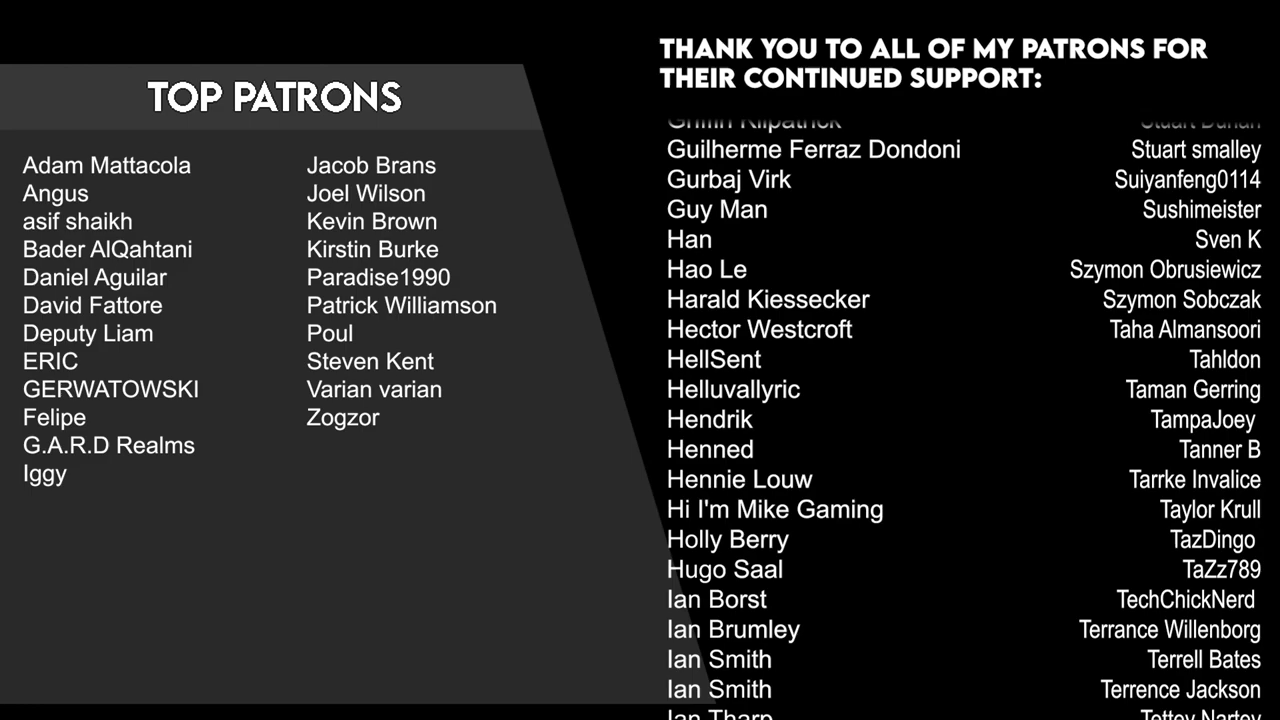 TOP PATRONS
Adam Mattacola
Angus
asif shaikh
Bader AlQahtani
Daniel Aguilar
David Fattore
Deputy Liam
ERIC
GERWATOWSKI
Felipe
G.A.R.D Realms
Iggy
Jacob Brans
Joel Wilson
Kevin Brown
Kirstin Burke
Paradise1990
Patrick Williamson
Poul
Steven Kent
Varian varian
Zogzor
THANK YOU TO ALL OF MY PATRONS FOR
THEIR CONTINUED SUPPORT:
Griffin Kilpatrick
Guilherme Ferraz Dondoni
Gurbaj Virk
Guy Man
Han
Hao Le
Harald Kiessecker
Hector Westcroft
HellSent
Helluvallyric
Hendrik
Henned
Hennie Louw
Hi I'm Mike Gaming
Holly Berry
Hugo Saal
Ian Borst
Ian Brumley
Ian Smith
Ian Smith
Ian Tharp
Stuart
Stuart smalley
Suiyanfeng0114
Sushimeister
Sven K
Szymon Obrusiewicz
Szymon Sobczak
Taha Almansoori
Tahldon
Taman Gerring
TampaJoey
Tanner B
Tarrke Invalice
Taylor Krull
TazDingo
TaZz789
TechChickNerd
Terrance Willenborg
Terrell Bates
Terrence Jackson